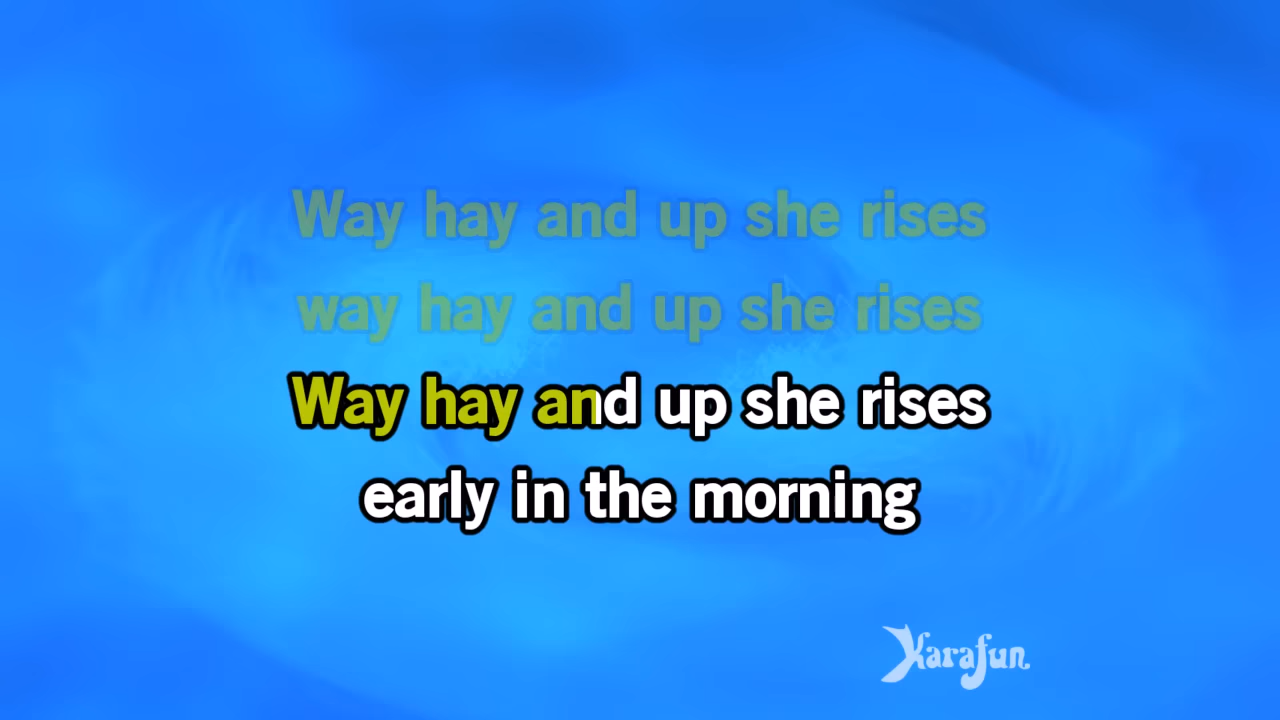 Way hay and up she rises
way hay and up she rises
Way hay and up she rises
early in the morning
Karafun